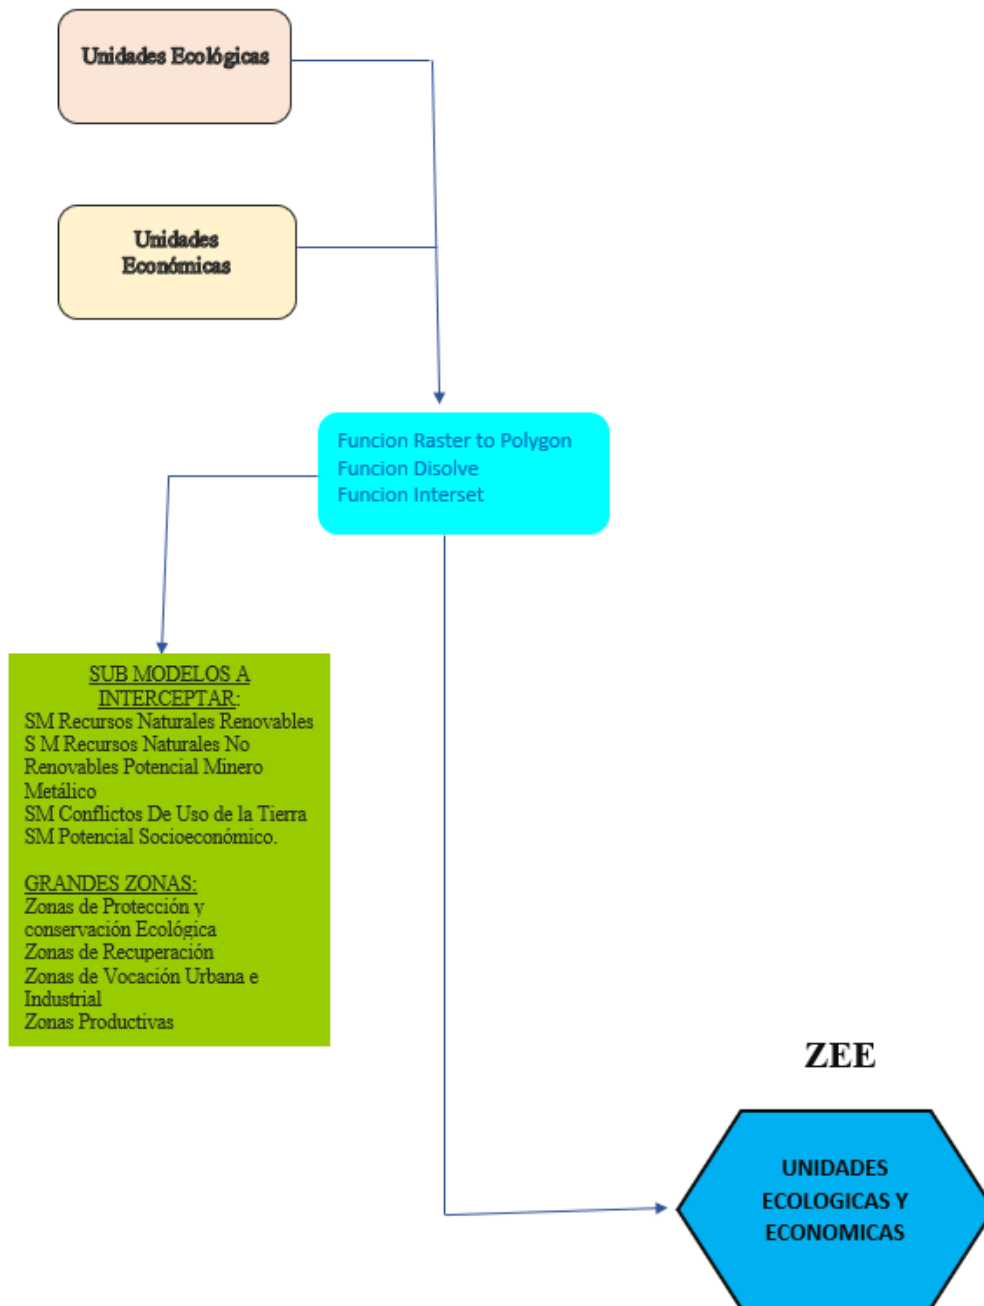 Unidades Ecológicas
Unidades
Económicas
Funcion Raster to Polygon
Funcion Disolve
Funcion Interset
SUB MODELOS A
INTERCEPTAR:
SM Recursos Naturales Renovables
S M Recursos Naturales No
Renovables Potencial Minero
Metálico
SM Conflictos De Uso de la Tierra
SM Potencial Socioeconómico.
GRANDES ZONAS:
Zonas de Protección y
conservación Ecológica
Zonas de Recuperación
Zonas de Vocación Urbana e
Industrial
Zonas Productivas
ZEE
UNIDADES
ECOLOGICAS Y
ECONOMICAS